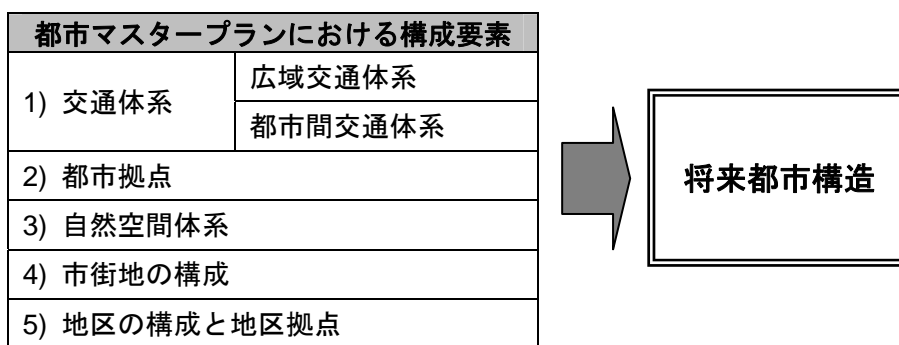 都市マスタープランにおける構成要素
1) 交通体系
広域交通体系
都市間交通体系
2) 都市拠点
3) 自然空間体系
4) 市街地の構成
5) 地区の構成と地区拠点
将来都市構造